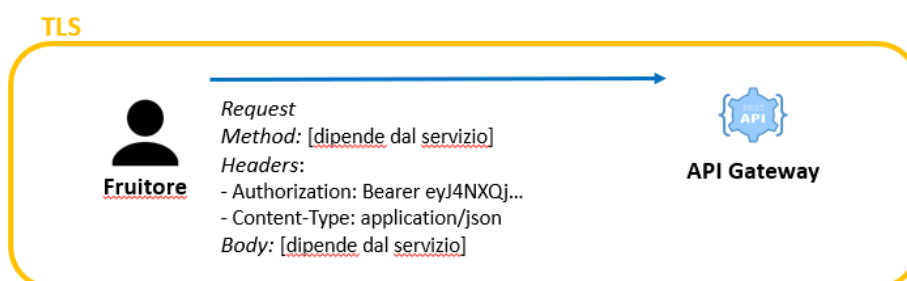 TLS
Request
Method: [dipende dal servizio]
Headers:
- Authorization: Bearer eyJ4NXQj...
- Content-Type: application/json
Body: [dipende dal servizio]
Fruitore
REST
API
API Gateway